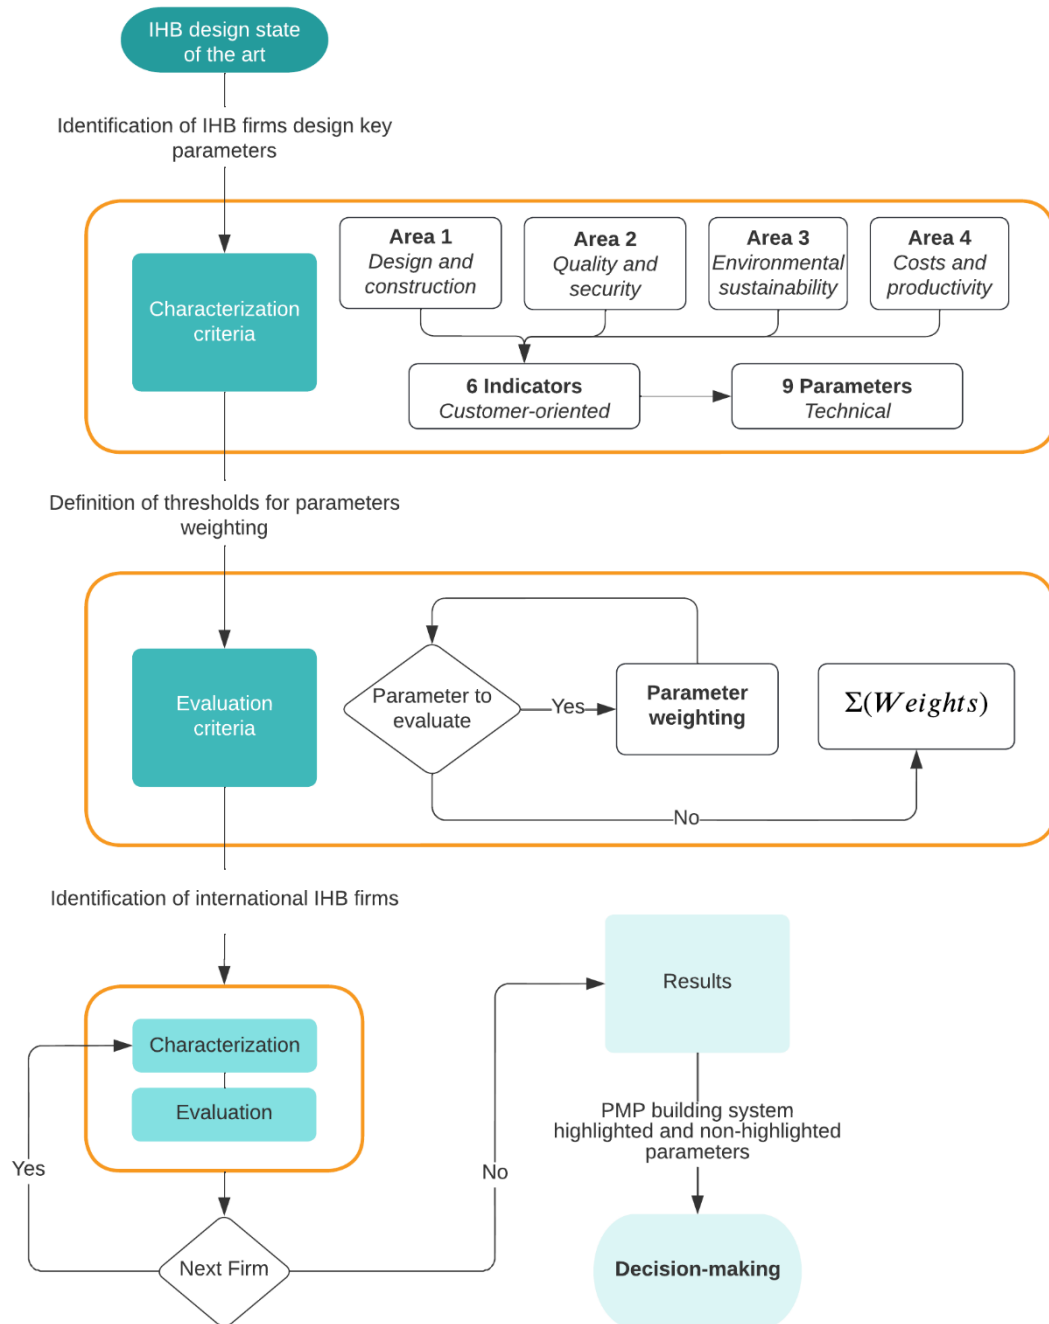 IHB design state
of the art
Identification of IHB firms design key
parameters
Characterization
criteria
Area 1
Design and
construction
Area 2
Quality and
security
Area 3
Environmental
sustainability
Area 4
Costs and
productivity
6 Indicators
Customer-oriented
9 Parameters
Technical
Definition of thresholds for parameters
weighting
Evaluation
criteria
Parameter to
evaluate
Yes
Parameter
weighting
Σ(Weights)
No
Identification of international IHB firms
Characterization
Evaluation
Yes
Next Firm
No
Results
PMP building system
highlighted and non-highlighted
parameters
Decision-making